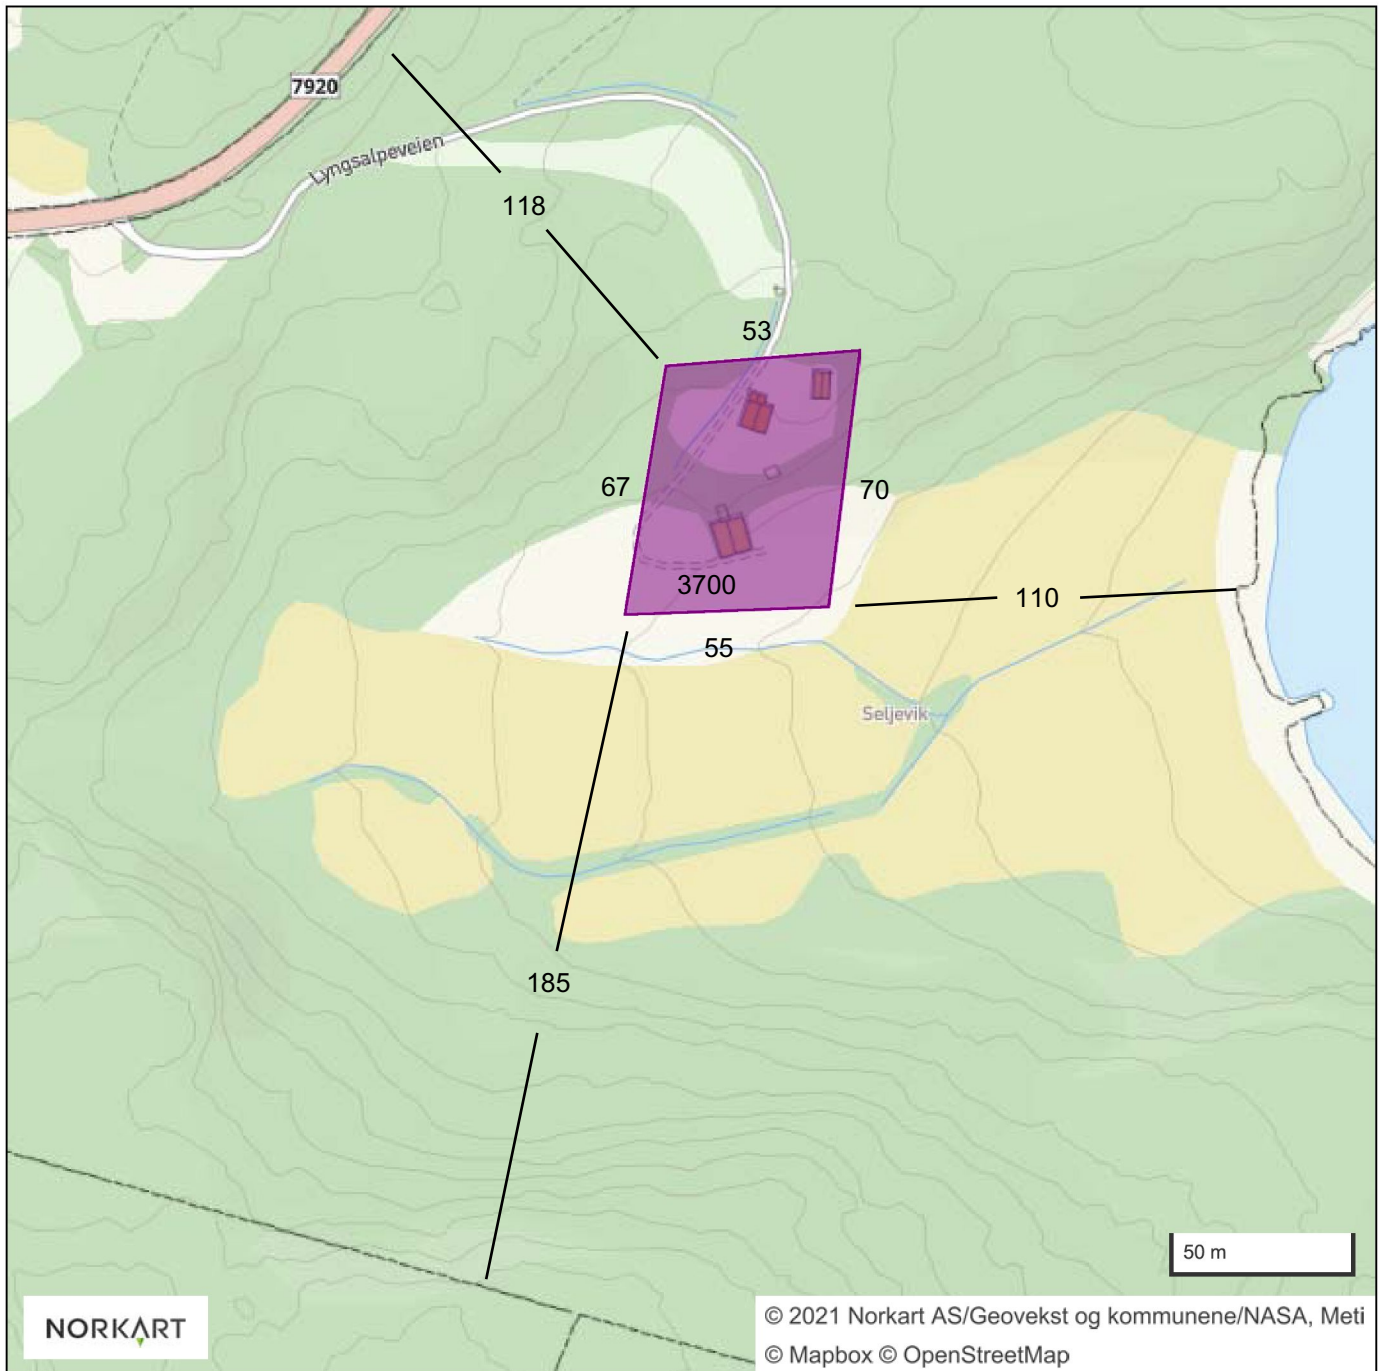 7920
Lyngsalpeveien
118
53
67
70
3700
110
55
Seljevik
185
50 m
NORKART
© 2021 Norkart AS/Geovekst og kommunene/NASA, Meti
© Mapbox © OpenStreetMap